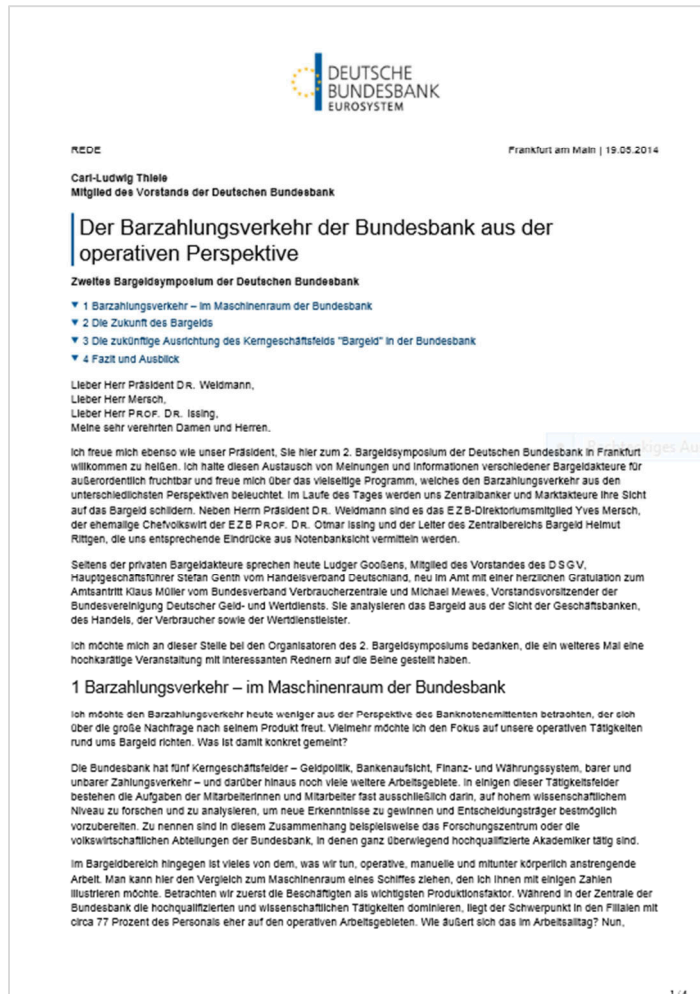 DEUTSCHE
BUNDESBANK
EUROSYSTEM
REDE
Frankfurt am Main | 19.05.2014
Carl-Ludwig Thiele
Mitglied des Vorstands der Deutschen Bundesbank
Der Barzahlungsverkehr der Bundesbank aus der
operativen Perspektive
Zweites Bargeldsymposium der Deutschen Bundesbank
1 Barzahlungsverkehr – im Maschinenraum der Bundesbank
2 Die Zukunft des Bargelds
3 Die zukünftige Ausrichtung des Kerngeschäftsfelds "Bargeld" in der Bundesbank
4 Fazit und Ausblick
Lieber Herr Präsident DR. Weidmann,
Lieber Herr Mersch,
Lieber Herr PROF. DR. Issing,
Meine sehr verehrten Damen und Herren,
Ich freue mich ebenso wie unser Präsident, Sie hier zum 2. Bargeldsymposium der Deutschen Bundesbank in Frankfurt
willkommen zu heißen. Ich halte diesen Austausch von Meinungen und Informationen verschiedener Bargeldakteure für
außerordentlich fruchtbar und freue mich über das vielseitige Programm, welches den Barzahlungsverkehr aus den
unterschiedlichsten Perspektiven beleuchtet. Im Laufe des Tages werden uns Zentralbanker und Marktakteure ihre Sicht
auf das Bargeld schildern. Neben Herrn Präsident DR. Weidmann sind es das EZB-Direktoriumsmitglied Yves Mersch,
der ehemalige Chefvolkswirt der EZB PROF. DR. Otmar Issing und der Leiter des Zentralbereichs Bargeld Helmut
Rittgen, die uns entsprechende Eindrücke aus Notenbanksicht vermitteln werden.
Seitens der privaten Bargeldakteure sprechen heute Ludger Gooßens, Mitglied des Vorstandes des DSGV,
Hauptgeschäftsführer Stefan Genth vom Handelsverband Deutschland, neu im Amt mit einer herzlichen Gratulation zum
Amtsantritt Klaus Müller vom Bundesverband Verbraucherzentrale und Michael Mewes, Vorstandsvorsitzender der
Bundesvereinigung Deutscher Geld- und Wertdienste. Sie analysieren das Bargeld aus der Sicht der Geschäftsbanken,
des Handels, der Verbraucher sowie der Wertdienstleister.
Ich möchte mich an dieser Stelle bei den Organisatoren des 2. Bargeldsymposiums bedanken, die ein weiteres Mal eine
hochkarätige Veranstaltung mit interessanten Rednern auf die Beine gestellt haben.
1 Barzahlungsverkehr – im Maschinenraum der Bundesbank
Ich möchte den Barzahlungsverkehr heute weniger aus der Perspektive des Banknotenemittenten betrachten, der sich
über die große Nachfrage nach seinem Produkt freut. Vielmehr möchte ich den Fokus auf unsere operativen Tätigkeiten
rund ums Bargeld richten. Was ist damit konkret gemeint?
Die Bundesbank hat fünf Kerngeschäftsfelder – Geldpolitik, Bankenaufsicht, Finanz- und Währungssystem, barer und
unbarer Zahlungsverkehr – und darüber hinaus noch viele weitere Arbeitsgebiete. In einigen dieser Tätigkeitsfelder
bestehen die Aufgaben der Mitarbeiterinnen und Mitarbeiter fast ausschließlich darin, auf hohem wissenschaftlichem
Niveau zu forschen und zu analysieren, um neue Erkenntnisse zu gewinnen und Entscheidungsträger bestmöglich
vorzubereiten. Zu nennen sind in diesem Zusammenhang beispielsweise das Forschungszentrum oder die
volkswirtschaftlichen Abteilungen der Bundesbank, in denen ganz überwiegend hochqualifizierte Akademiker tätig sind.
Im Bargeldbereich hingegen ist vieles von dem, was wir tun, operative, manuelle und mitunter körperlich anstrengende
Arbeit. Man kann hier den Vergleich zum Maschinenraum eines Schiffes ziehen, den ich Ihnen mit einigen Zahlen
illustrieren möchte. Betrachten wir zuerst die Beschäftigten als wichtigsten Produktionsfaktor. Während in der Zentrale der
Bundesbank die hochqualifizierten und wissenschaftlichen Tätigkeiten dominieren, liegt der Schwerpunkt in den Filialen mit
circa 77 Prozent des Personals eher auf den operativen Arbeitsgebieten. Wie äußert sich das im Arbeitsalltag? Nun,